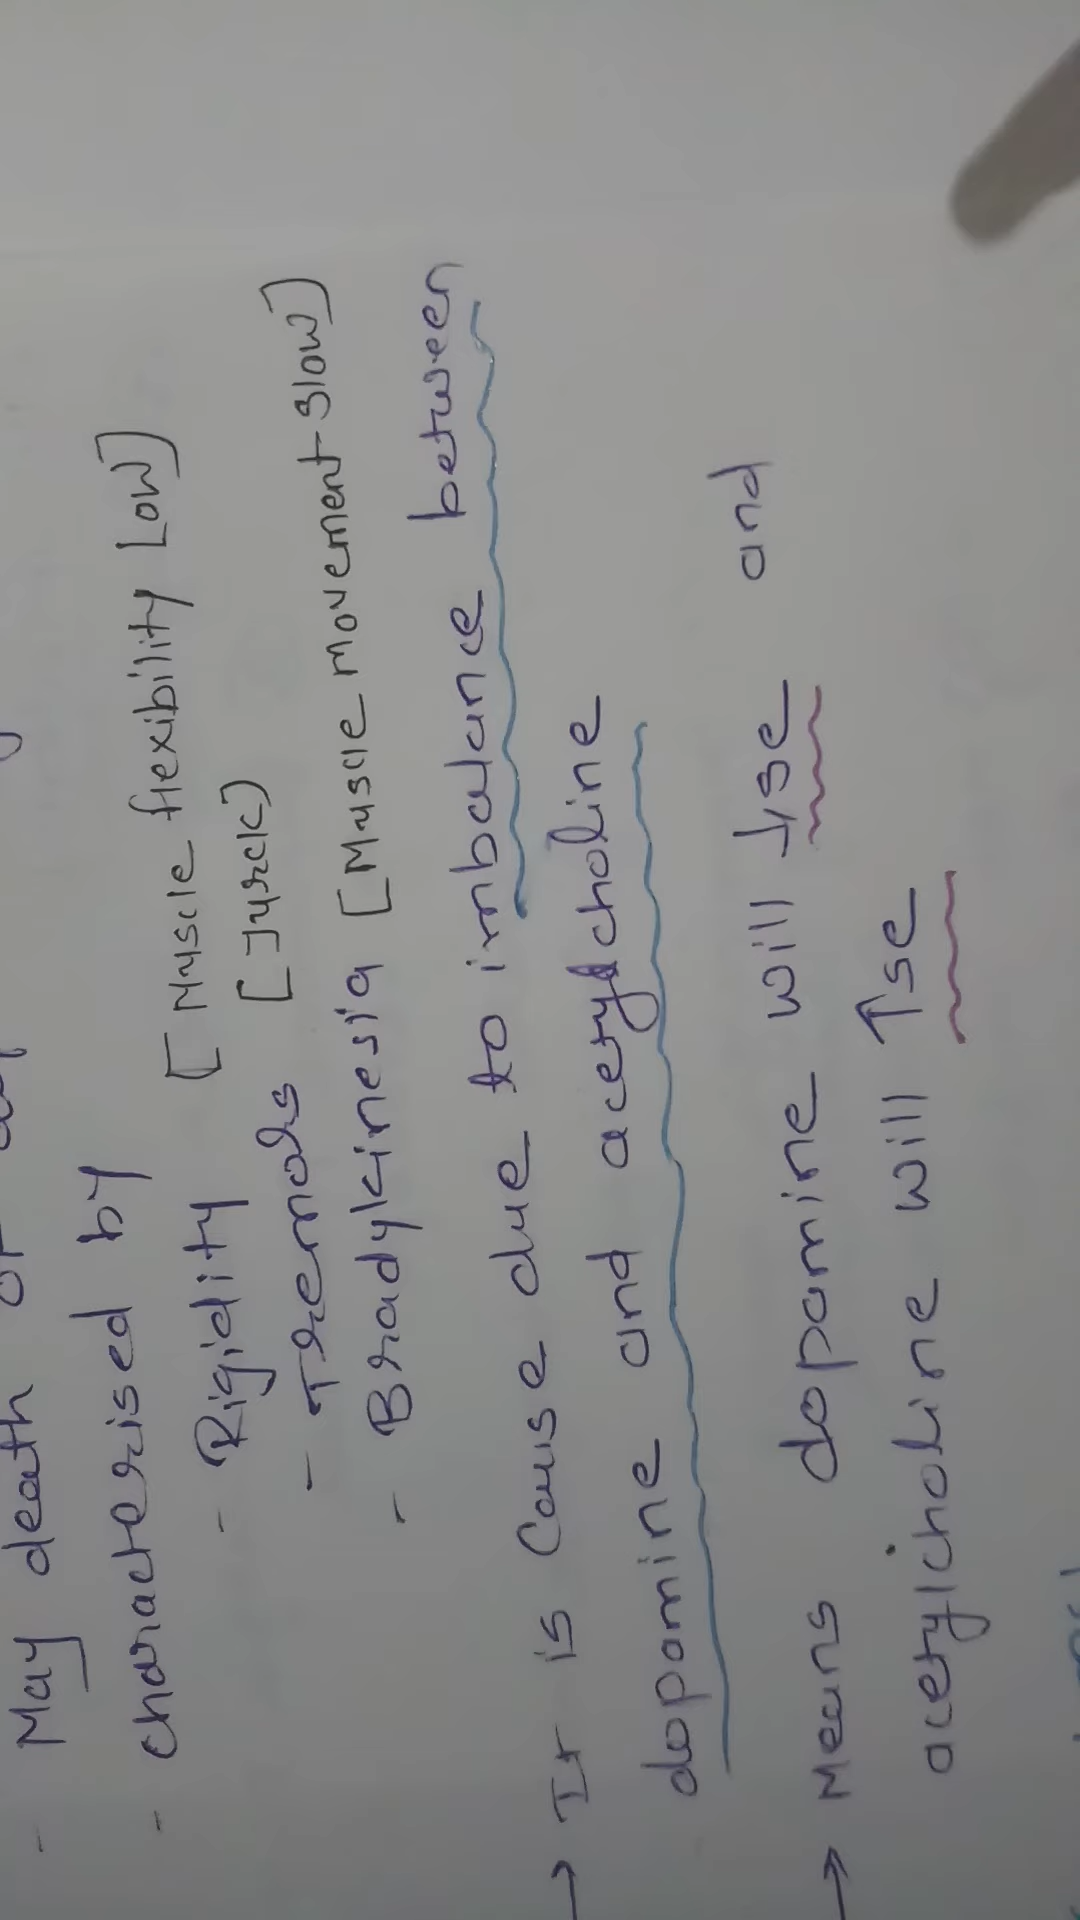 - May death of
- characterised by
- Rigidity [Muscle flexibility Low]
- Tremors [Jurck]
- Bradykinesia [Muscle movement slow]
→ It is Cause due to imbalance between
dopamine and acetylcholine
→ Means dopamine will ↓se and
acetylcholine will ↑se